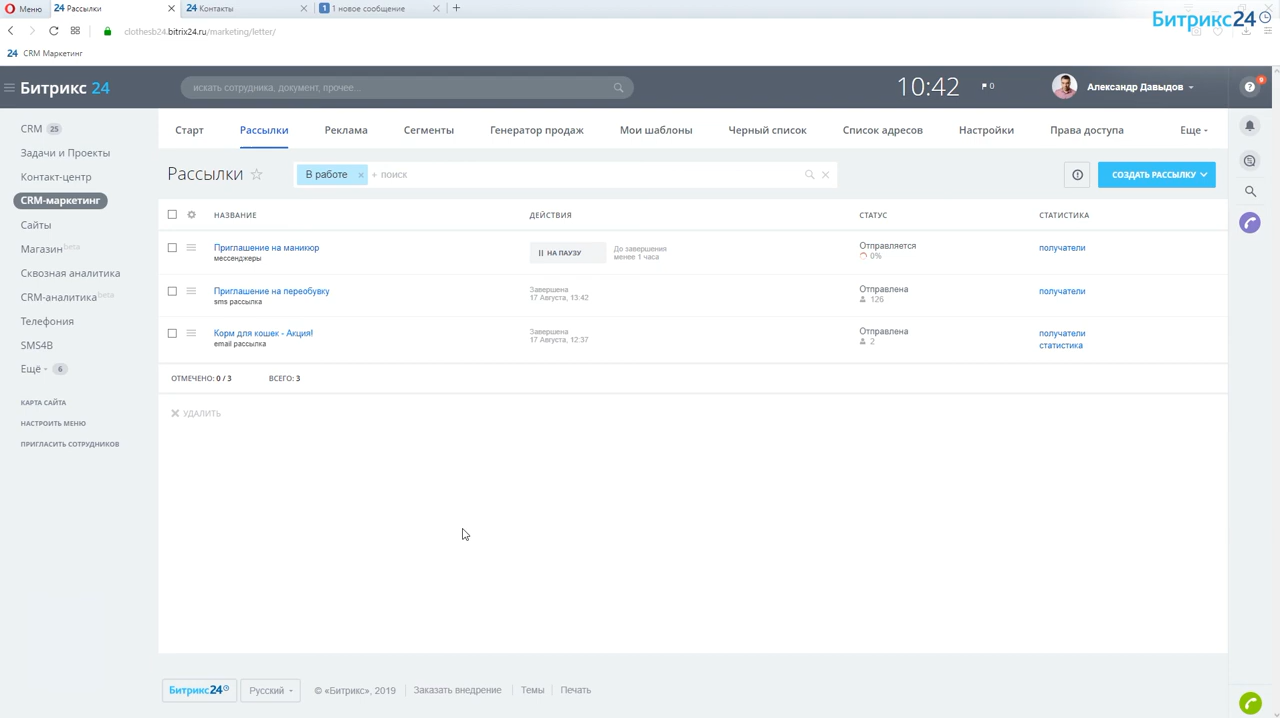 Меню
24 Рассылки
24 Контакты
1 1 новое сообщение
clothesb24.bitrix24.ru/marketing/letter/
Битрикс24
24 CRM Маркетинг
Битрикс 24
искать сотрудника, документ, прочее...
10:42
0
Александр Давыдов
? 9
CRM 25
Задачи и Проекты
Контакт-центр
CRM-маркетинг
Сайты
Магазин beta
Сквозная аналитика
CRM-аналитика beta
Телефония
SMS4B
Ещё 6
КАРТА САЙТА
НАСТРОИТЬ МЕНЮ
ПРИГЛАСИТЬ СОТРУДНИКОВ
Старт Рассылки Реклама Сегменты Генератор продаж Мои шаблоны Черный список Список адресов Настройки Права доступа Еще
Рассылки
В работе × + поиск
СОЗДАТЬ РАССЫЛКУ
НАЗВАНИЕ ДЕЙСТВИЯ СТАТУС СТАТИСТИКА
Приглашение на маникюр
мессенджеры
НА ПАУЗУ
До завершения
менее 1 часа
Отправляется
0%
получатели
Приглашение на переобувку
sms рассылка
Завершена
17 Августа, 13:42
Отправлена
126
получатели
Корм для кошек - Акция!
email рассылка
Завершена
17 Августа, 12:37
Отправлена
2
получатели
статистика
ОТМЕЧЕНО: 0 / 3 ВСЕГО: 3
УДАЛИТЬ
Битрикс24 Русский © «Битрикс», 2019 Заказать внедрение Темы Печать